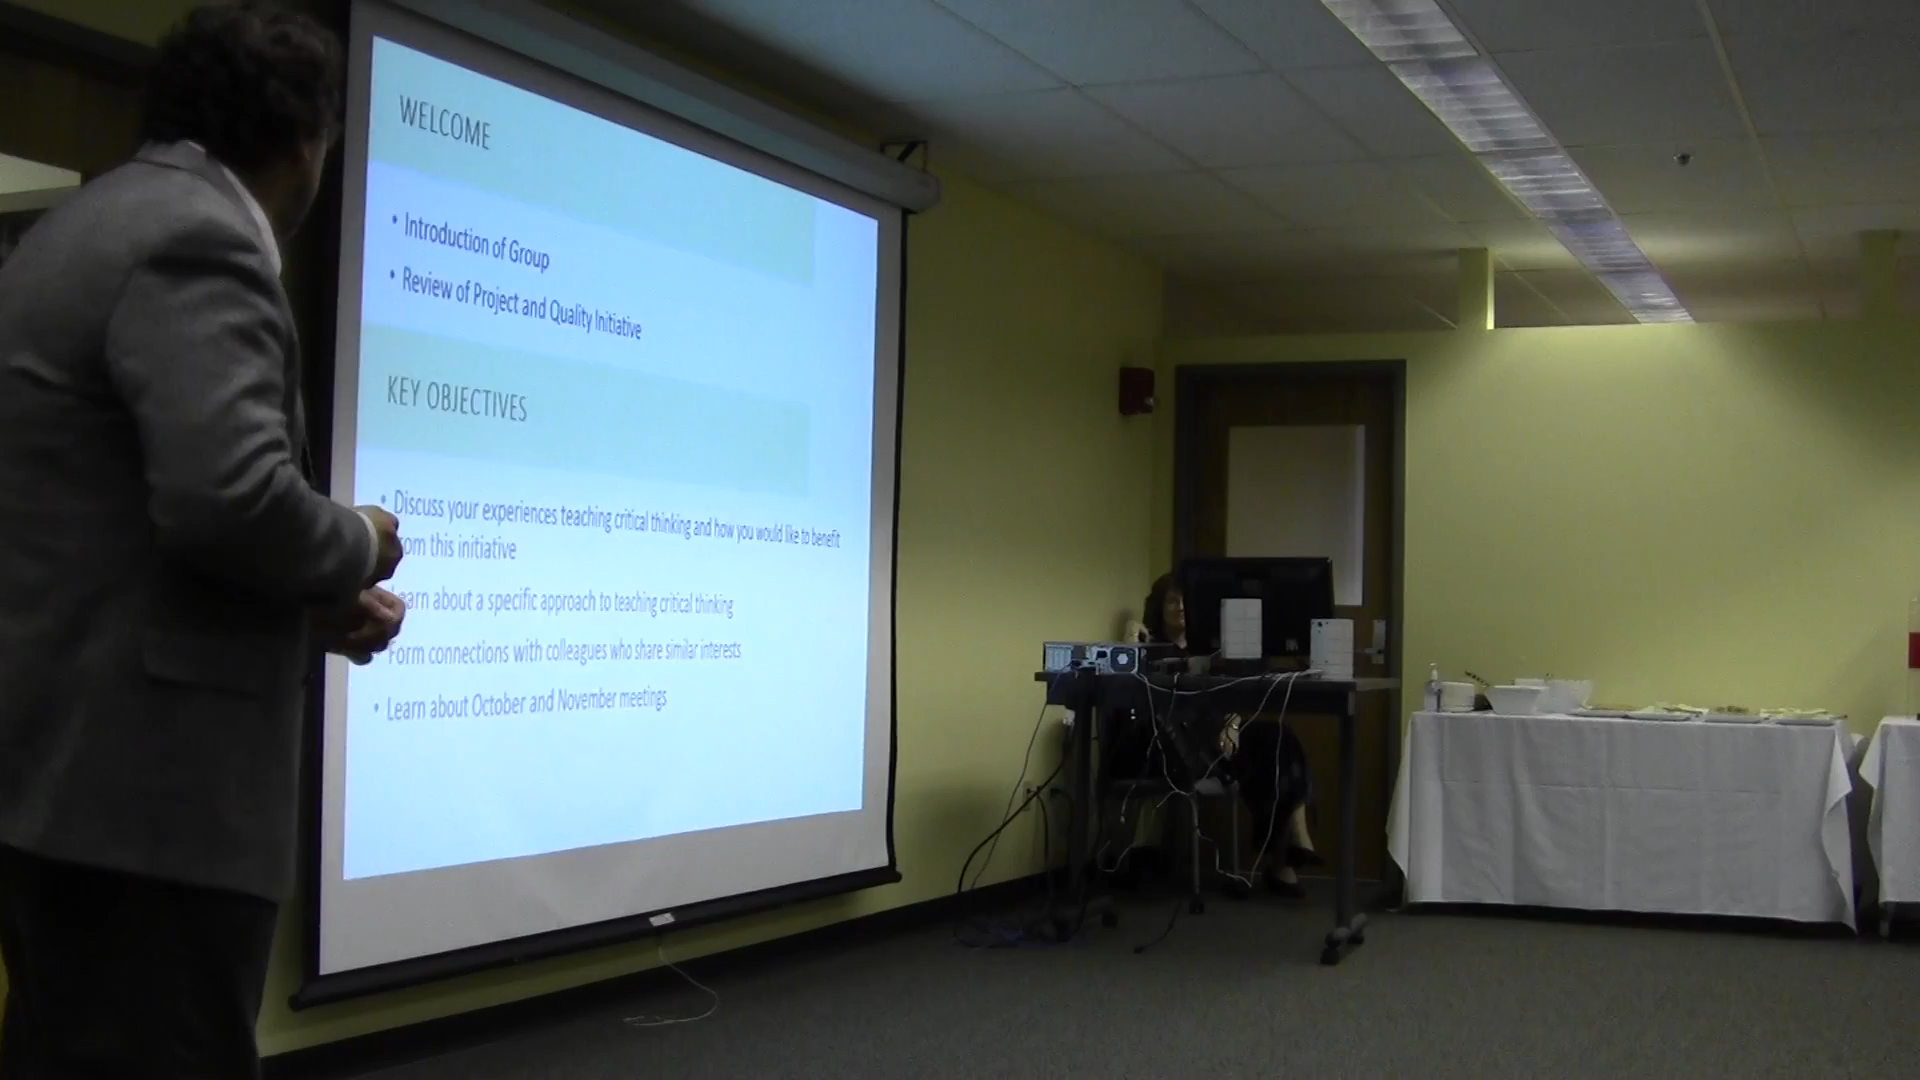 WELCOME
• Introduction of Group
• Review of Project and Quality Initiative
KEY OBJECTIVES
• Discuss your experiences teaching critical thinking and how you would like to benefit
rom this initiative
earn about a specific approach to teaching critical thinking
Form connections with colleagues who share similar interests
• Learn about October and November meetings